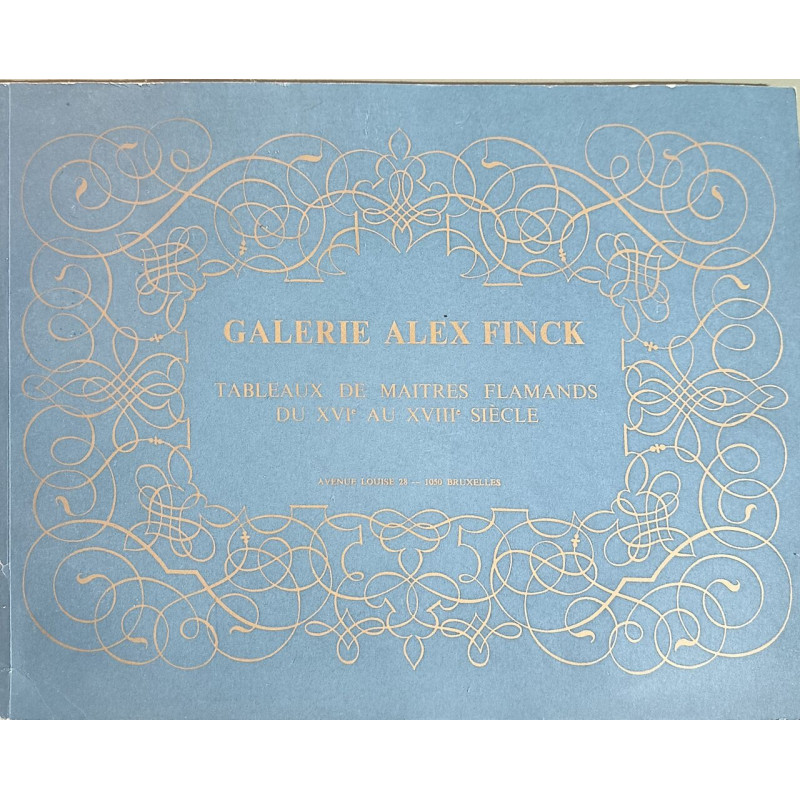 GALERIE ALEX FINCK
TABLEAUX DE MAITRES FLAMANDS
DU XVIᵉ AU XVIIIᵉ SIÈCLE
AVENUE LOUISE 28 — 1050 BRUXELLES